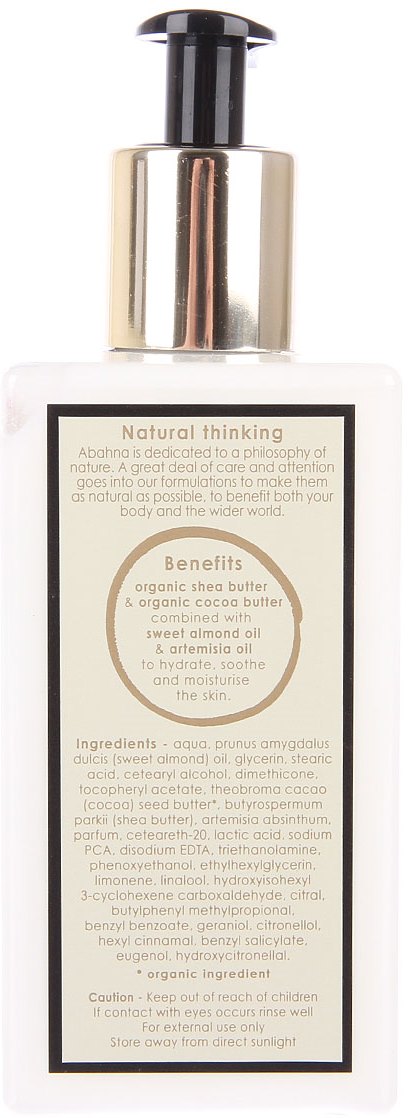 Natural thinking
Abahna is dedicated to a philosophy of
nature. A great deal of care and attention
goes into our formulations to make them
as natural as possible, to benefit both your
body and the wider world.
Benefits
organic shea butter
& organic cocoa butter
combined with
sweet almond oil
& artemisia oil
to hydrate, soothe
and moisturise
the skin.
Ingredients - aqua, prunus amygdalus
dulcis (sweet almond) oil, glycerin, stearic
acid, cetearyl alcohol, dimethicone,
tocopheryl acetate, theobroma cacao
(cocoa) seed butter*, butyrospermum
parkii (shea butter), artemisia absinthum,
parfum, ceteareth-20, lactic acid, sodium
PCA, disodium EDTA, triethanolamine,
phenoxyethanol, ethylhexylglycerin,
limonene, linalool, hydroxyisohexyl
3-cyclohexene carboxaldehyde, citral,
butylphenyl methylpropional,
benzyl benzoate, geraniol, citronellol,
hexyl cinnamal, benzyl salicylate,
eugenol, hydroxycitronellal.
* organic ingredient
Caution - Keep out of reach of children
If contact with eyes occurs rinse well
For external use only
Store away from direct sunlight